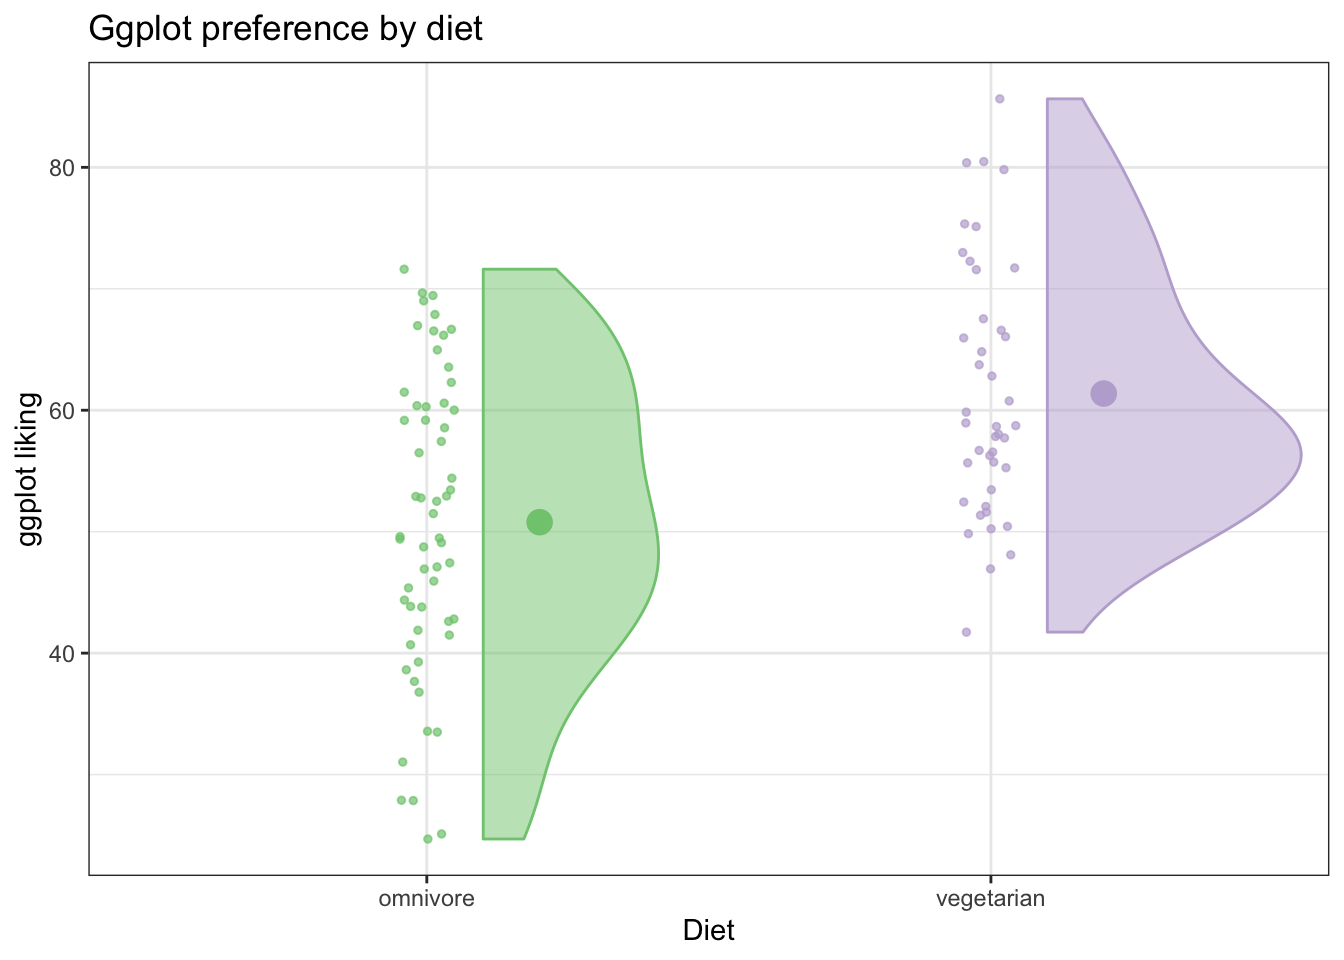 Ggplot preference by diet
80
60
40
ggplot liking
omnivore
vegetarian
Diet